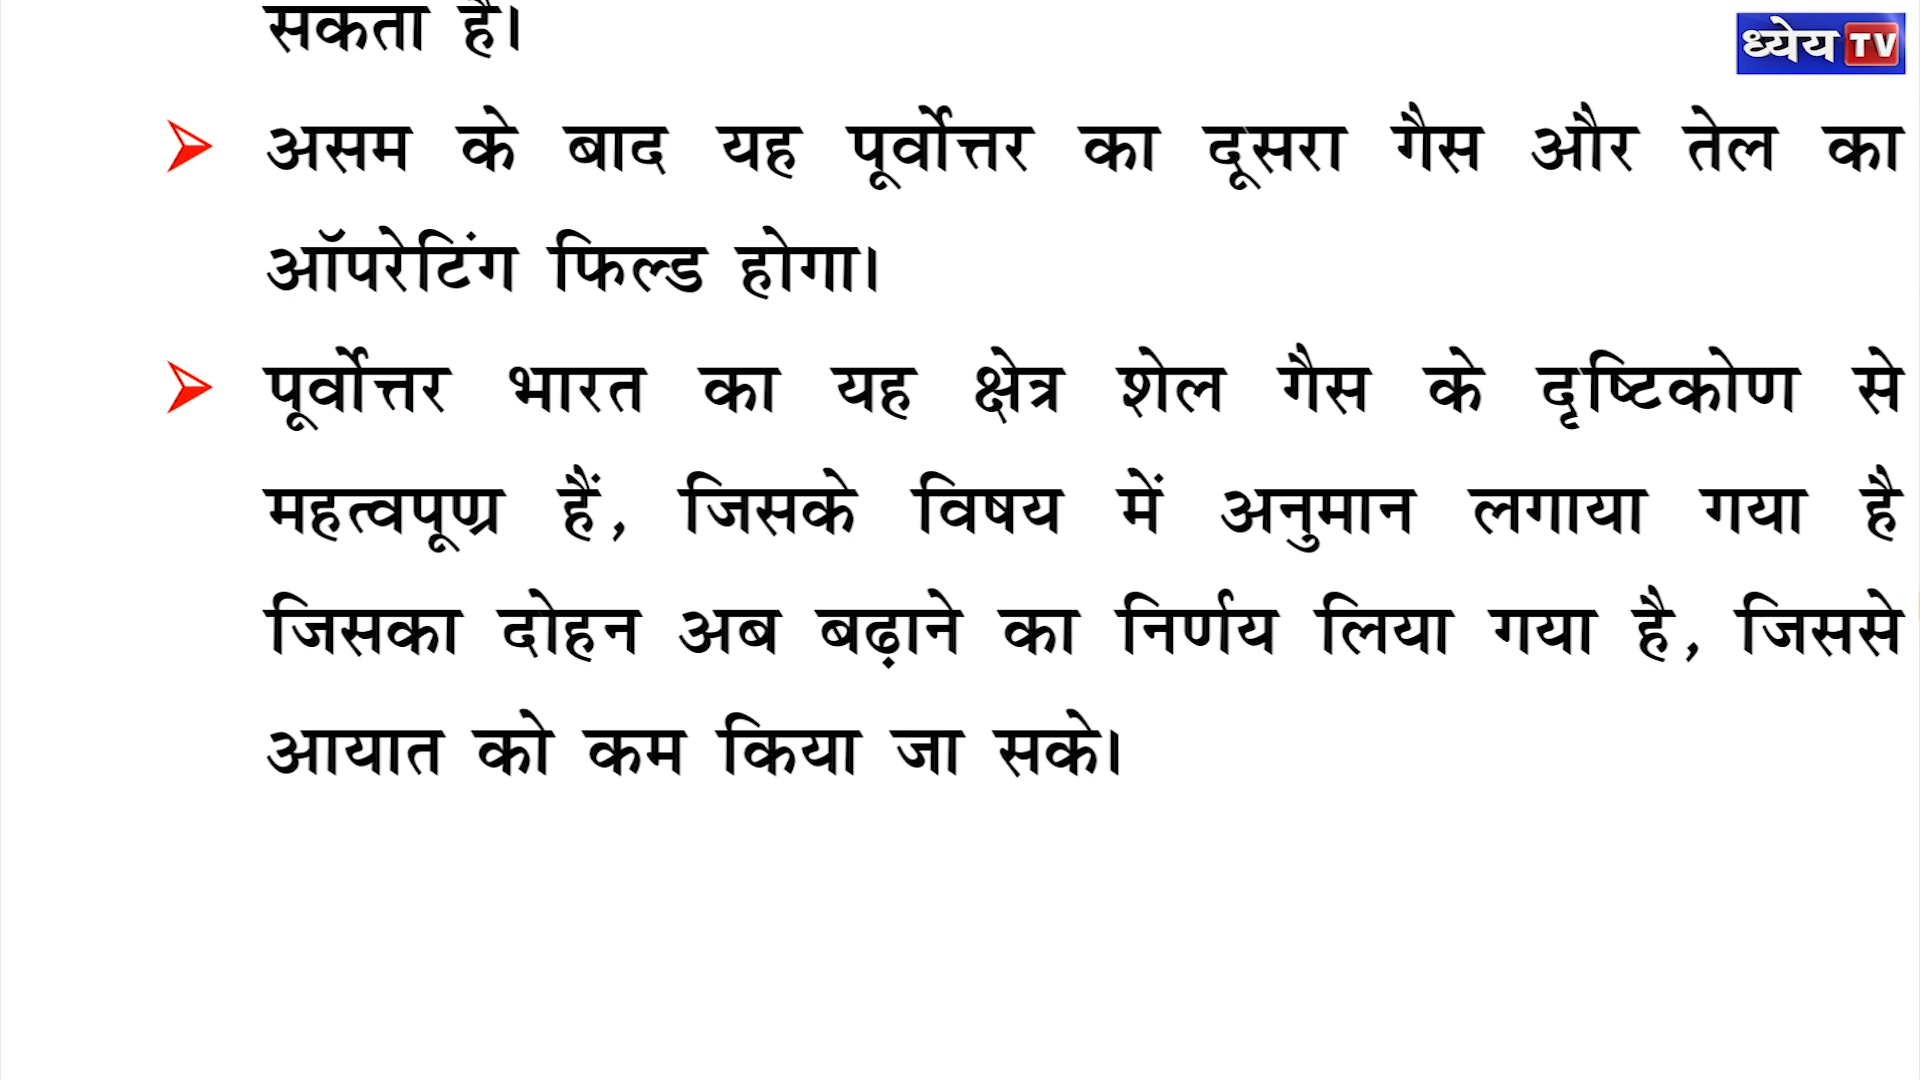 सकता है।
ध्येय TV
असम के बाद यह पूर्वोत्तर का दूसरा गैस और तेल का
ऑपरेटिंग फिल्ड होगा।
पूर्वोत्तर भारत का यह क्षेत्र शेल गैस के दृष्टिकोण से
महत्वपूण्र हैं, जिसके विषय में अनुमान लगाया गया है
जिसका दोहन अब बढ़ाने का निर्णय लिया गया है, जिससे
आयात को कम किया जा सके।